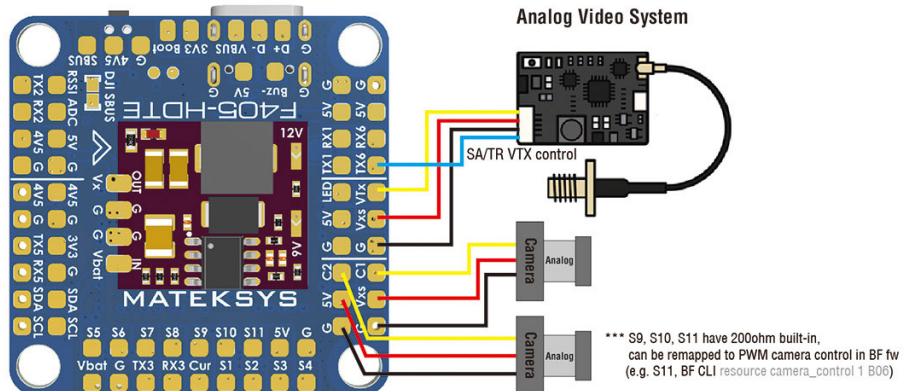 Analog Video System
G D+ D- VBUS 3V3 Boot
G 4V5 SBUS
G Buz- 5V G
DJI SBUS
F405-HDTE
TX2 RSSI
RX2 ADC
4V5 5V
G G
4V5 4V5
G G
TX5 3V3
RX5 G
SDA SDA
SCL SCL
Vx OUT
G G
Vbat IN
12V
9V
G G
5V 5V
RX1 RX6
TX1 TX6
LED VTx
5V Vxs
G G
C2 C1
5V Vxs
G G
MATEKSYS
S5 S6 S7 S8 S9 S10 S11 5V G
Vbat G TX3 RX3 Cur S1 S2 S3 S4
SA/TR VTX control
Camera
Analog
Camera
Analog
*** S9, S10, S11 have 200ohm built-in,
can be remapped to PWM camera control in BF fw
(e.g. S11, BF CLI resource camera_control 1 B06)